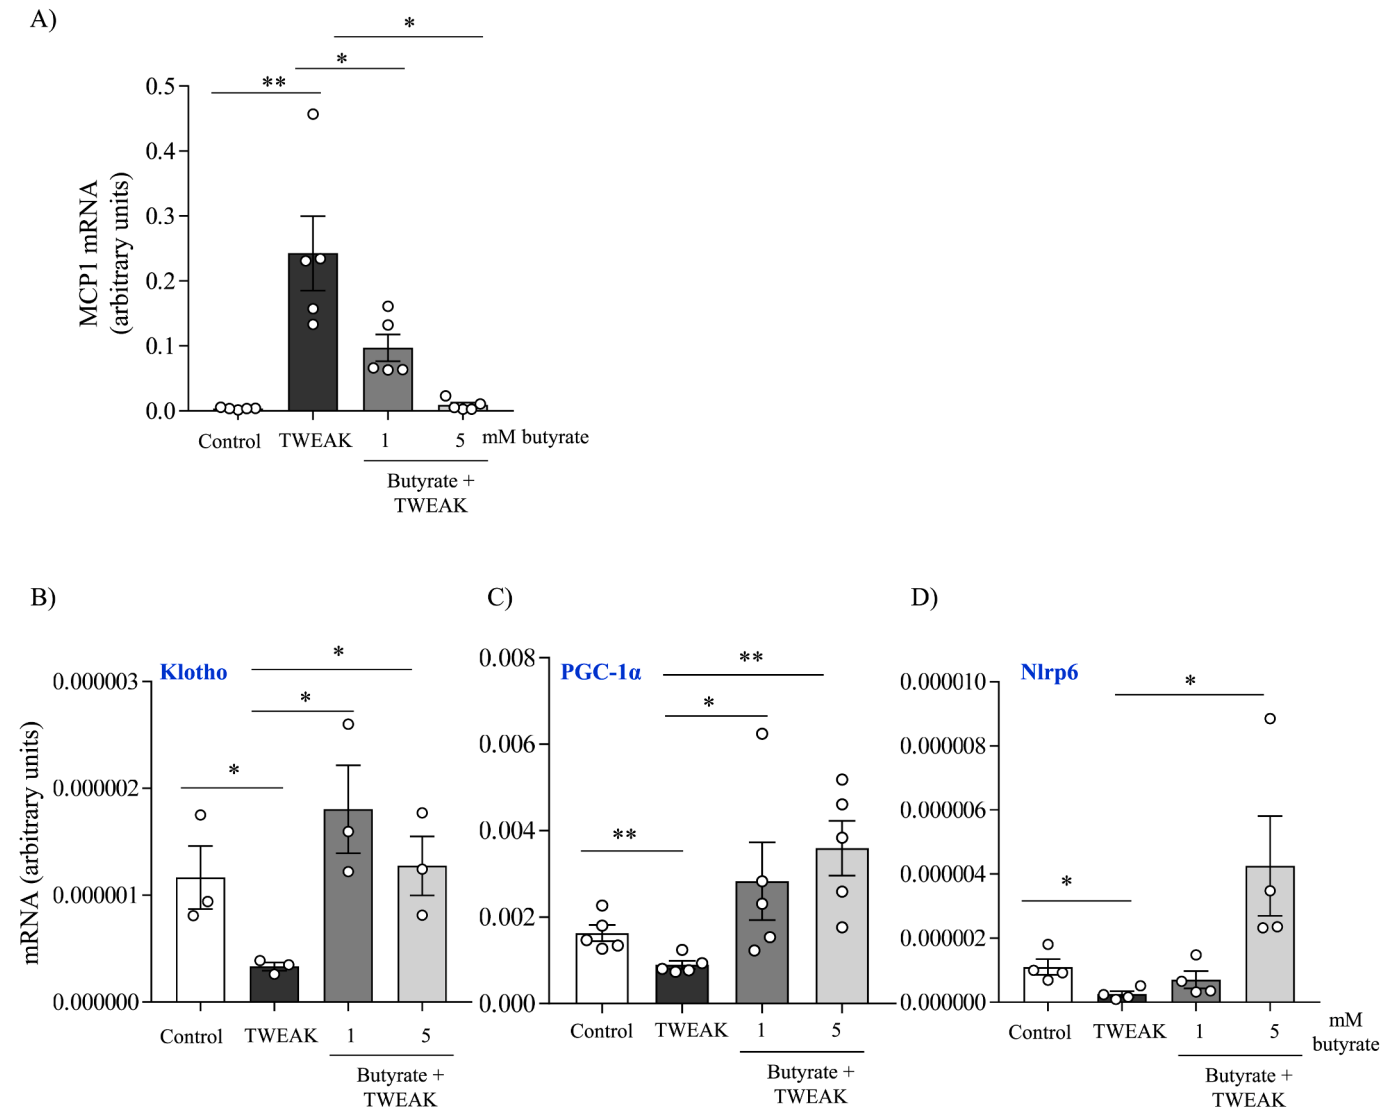 A)
*
*
**
0.5
0.4
0.3
0.2
0.1
0.0
MCP1 mRNA
(arbitrary units)
Control TWEAK 1 5 mM butyrate
Butyrate +
TWEAK
B)
Klotho
*
*
*
0.000003
0.000002
0.000001
0.000000
mRNA (arbitrary units)
Control TWEAK 1 5
Butyrate +
TWEAK
C)
PGC-1α
**
*
**
0.008
0.006
0.004
0.002
0.000
Control TWEAK 1 5
Butyrate +
TWEAK
D)
Nlrp6
*
*
0.000010
0.000008
0.000006
0.000004
0.000002
0.000000
Control TWEAK 1 5 mM
butyrate
Butyrate +
TWEAK